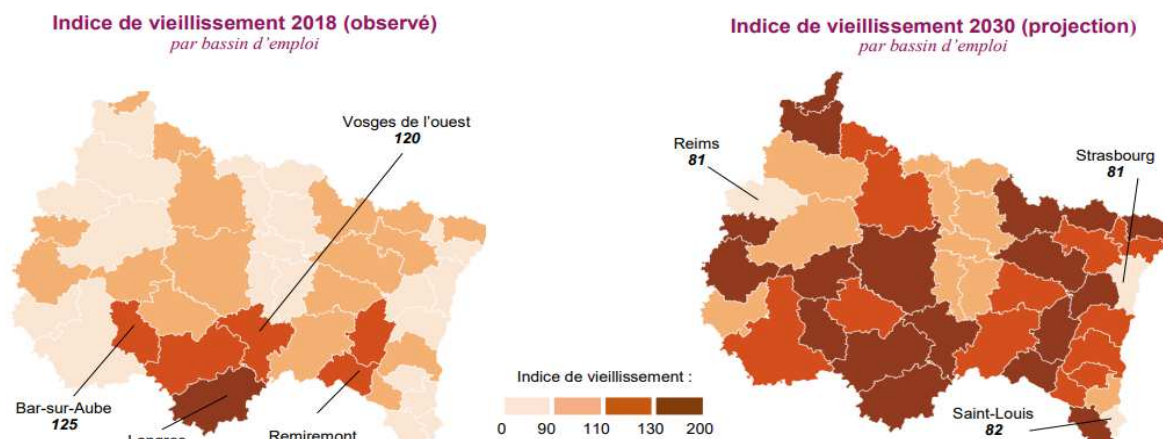 Indice de vieillissement 2018 (observé)
par bassin d'emploi
Vosges de l'ouest
120
Bar-sur-Aube
125
Langres
Remiremont
Indice de vieillissement 2030 (projection)
par bassin d'emploi
Reims
81
Strasbourg
81
Saint-Louis
82
Indice de vieillissement :
0 90 110 130 200